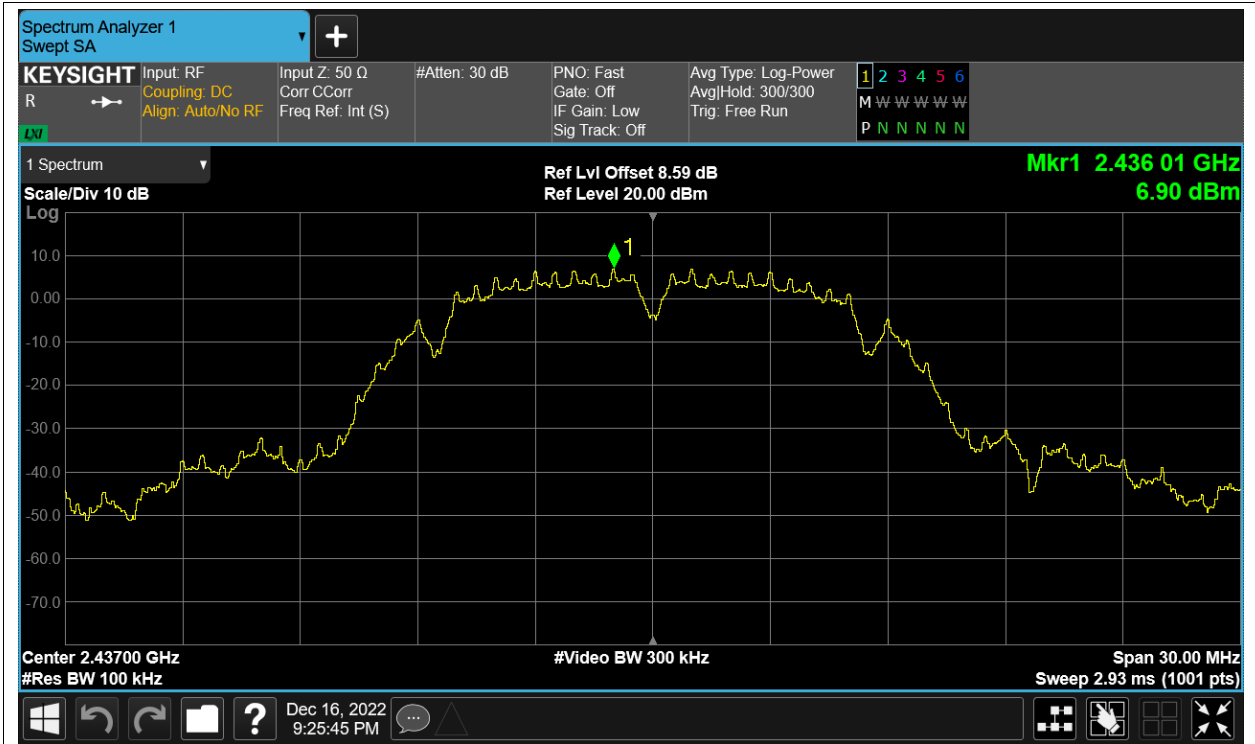 Spectrum Analyzer 1
Swept SA
KEYSIGHT
R
LXI
Input: RF
Coupling: DC
Align: Auto/No RF
Input Z: 50 Ω
Corr CCorr
Freq Ref: Int (S)
#Atten: 30 dB
PNO: Fast
Gate: Off
IF Gain: Low
Sig Track: Off
Avg Type: Log-Power
Avg|Hold: 300/300
Trig: Free Run
1 2 3 4 5 6
M W W W W W
P N N N N N
1 Spectrum
Scale/Div 10 dB
Log
Ref Lvl Offset 8.59 dB
Ref Level 20.00 dBm
Mkr1 2.436 01 GHz
6.90 dBm
1
10.0
0.00
-10.0
-20.0
-30.0
-40.0
-50.0
-60.0
-70.0
Center 2.43700 GHz
#Res BW 100 kHz
#Video BW 300 kHz
Span 30.00 MHz
Sweep 2.93 ms (1001 pts)
?
Dec 16, 2022
9:25:45 PM